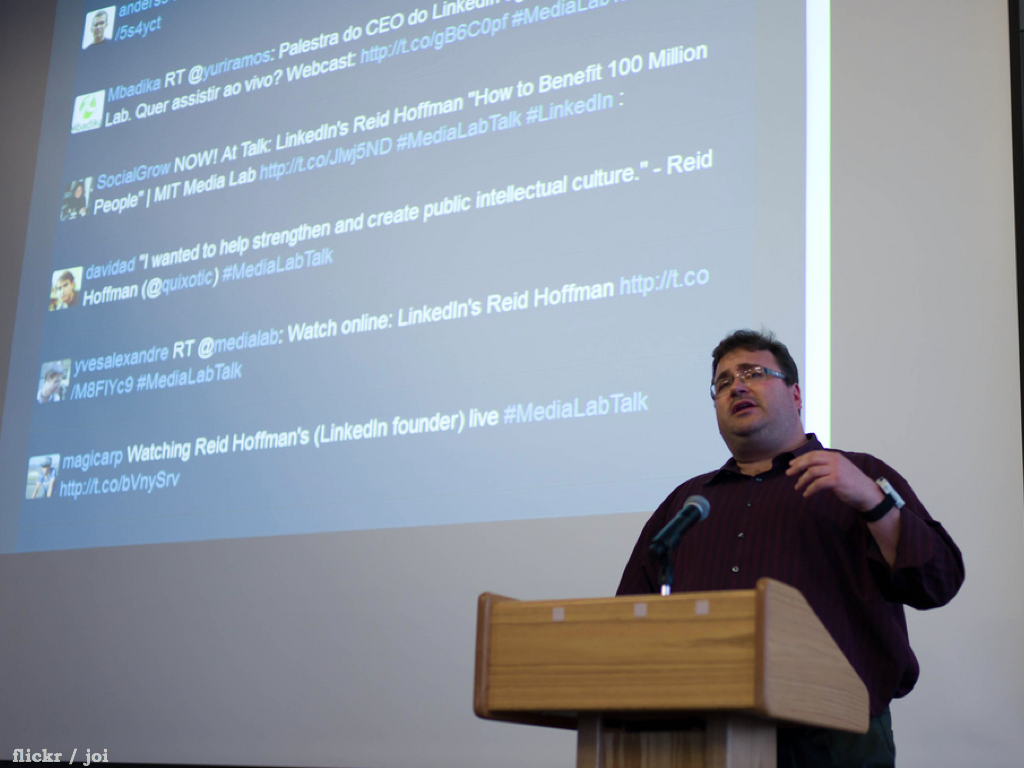 anders
/5s4yct
Mbadika RT @yuriramos: Palestra do CEO do LinkedIn
Lab. Quer assistir ao vivo? Webcast: http://t.co/gB6C0pf #MediaLab
SocialGrow NOW! At Talk: LinkedIn's Reid Hoffman "How to Benefit 100 Million
People" | MIT Media Lab http://t.co/Jlwj5ND #MediaLabTalk #LinkedIn :
davidad "I wanted to help strengthen and create public intellectual culture." - Reid
Hoffman (@quixotic) #MediaLabTalk
yvesalexandre RT @medialab: Watch online: LinkedIn's Reid Hoffman http://t.co
/M8FlYc9 #MediaLabTalk
magicarp Watching Reid Hoffman's (LinkedIn founder) live #MediaLabTalk
http://t.co/bVnySrv
flickr / joi